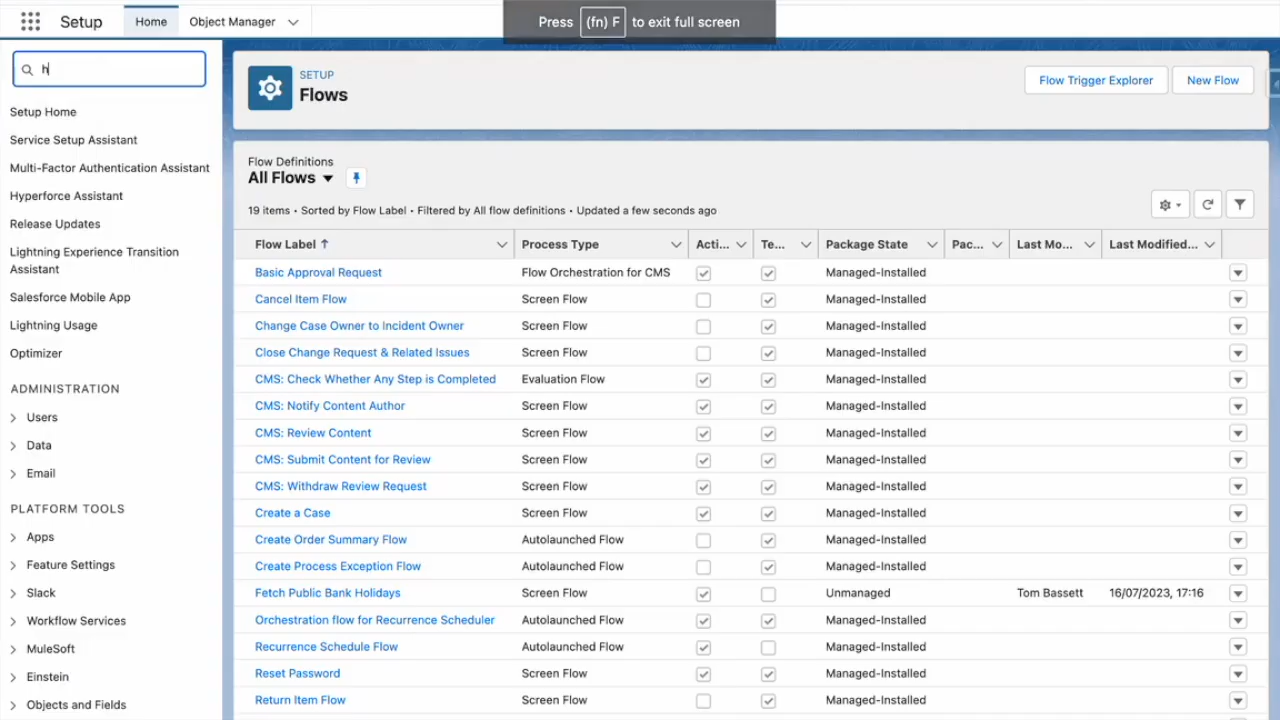 Setup
Home
Object Manager
Press (fn) F to exit full screen
h
Setup Home
Service Setup Assistant
Multi-Factor Authentication Assistant
Hyperforce Assistant
Release Updates
Lightning Experience Transition
Assistant
Salesforce Mobile App
Lightning Usage
Optimizer
ADMINISTRATION
Users
Data
Email
PLATFORM TOOLS
Apps
Feature Settings
Slack
Workflow Services
MuleSoft
Einstein
Objects and Fields
SETUP
Flows
Flow Trigger Explorer
New Flow
Flow Definitions
All Flows
19 items • Sorted by Flow Label • Filtered by All flow definitions • Updated a few seconds ago
Flow Label ↑ Process Type Acti... Te... Package State Pac... Last Mo... Last Modified...
Basic Approval Request Flow Orchestration for CMS Managed-Installed
Cancel Item Flow Screen Flow Managed-Installed
Change Case Owner to Incident Owner Screen Flow Managed-Installed
Close Change Request & Related Issues Screen Flow Managed-Installed
CMS: Check Whether Any Step is Completed Evaluation Flow Managed-Installed
CMS: Notify Content Author Screen Flow Managed-Installed
CMS: Review Content Screen Flow Managed-Installed
CMS: Submit Content for Review Screen Flow Managed-Installed
CMS: Withdraw Review Request Screen Flow Managed-Installed
Create a Case Screen Flow Managed-Installed
Create Order Summary Flow Autolaunched Flow Managed-Installed
Create Process Exception Flow Autolaunched Flow Managed-Installed
Fetch Public Bank Holidays Screen Flow Unmanaged Tom Bassett 16/07/2023, 17:16
Orchestration flow for Recurrence Scheduler Autolaunched Flow Managed-Installed
Recurrence Schedule Flow Autolaunched Flow Managed-Installed
Reset Password Screen Flow Managed-Installed
Return Item Flow Screen Flow Managed-Installed